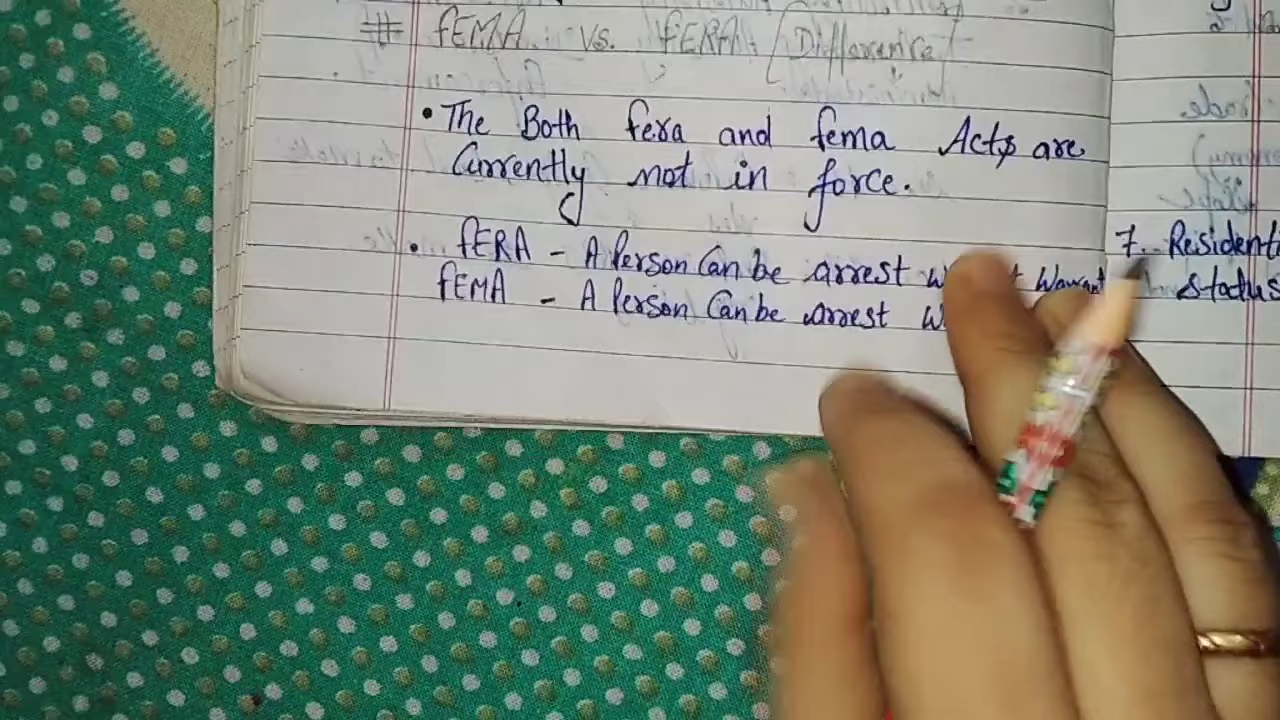 # FEMA vs. FERA (Difference)
• The Both fera and fema Acts are
Currently not in force.
• FERA – A Person Can be arrest Warrant
FEMA – A Person Can be arrest
7. Residenti
Status